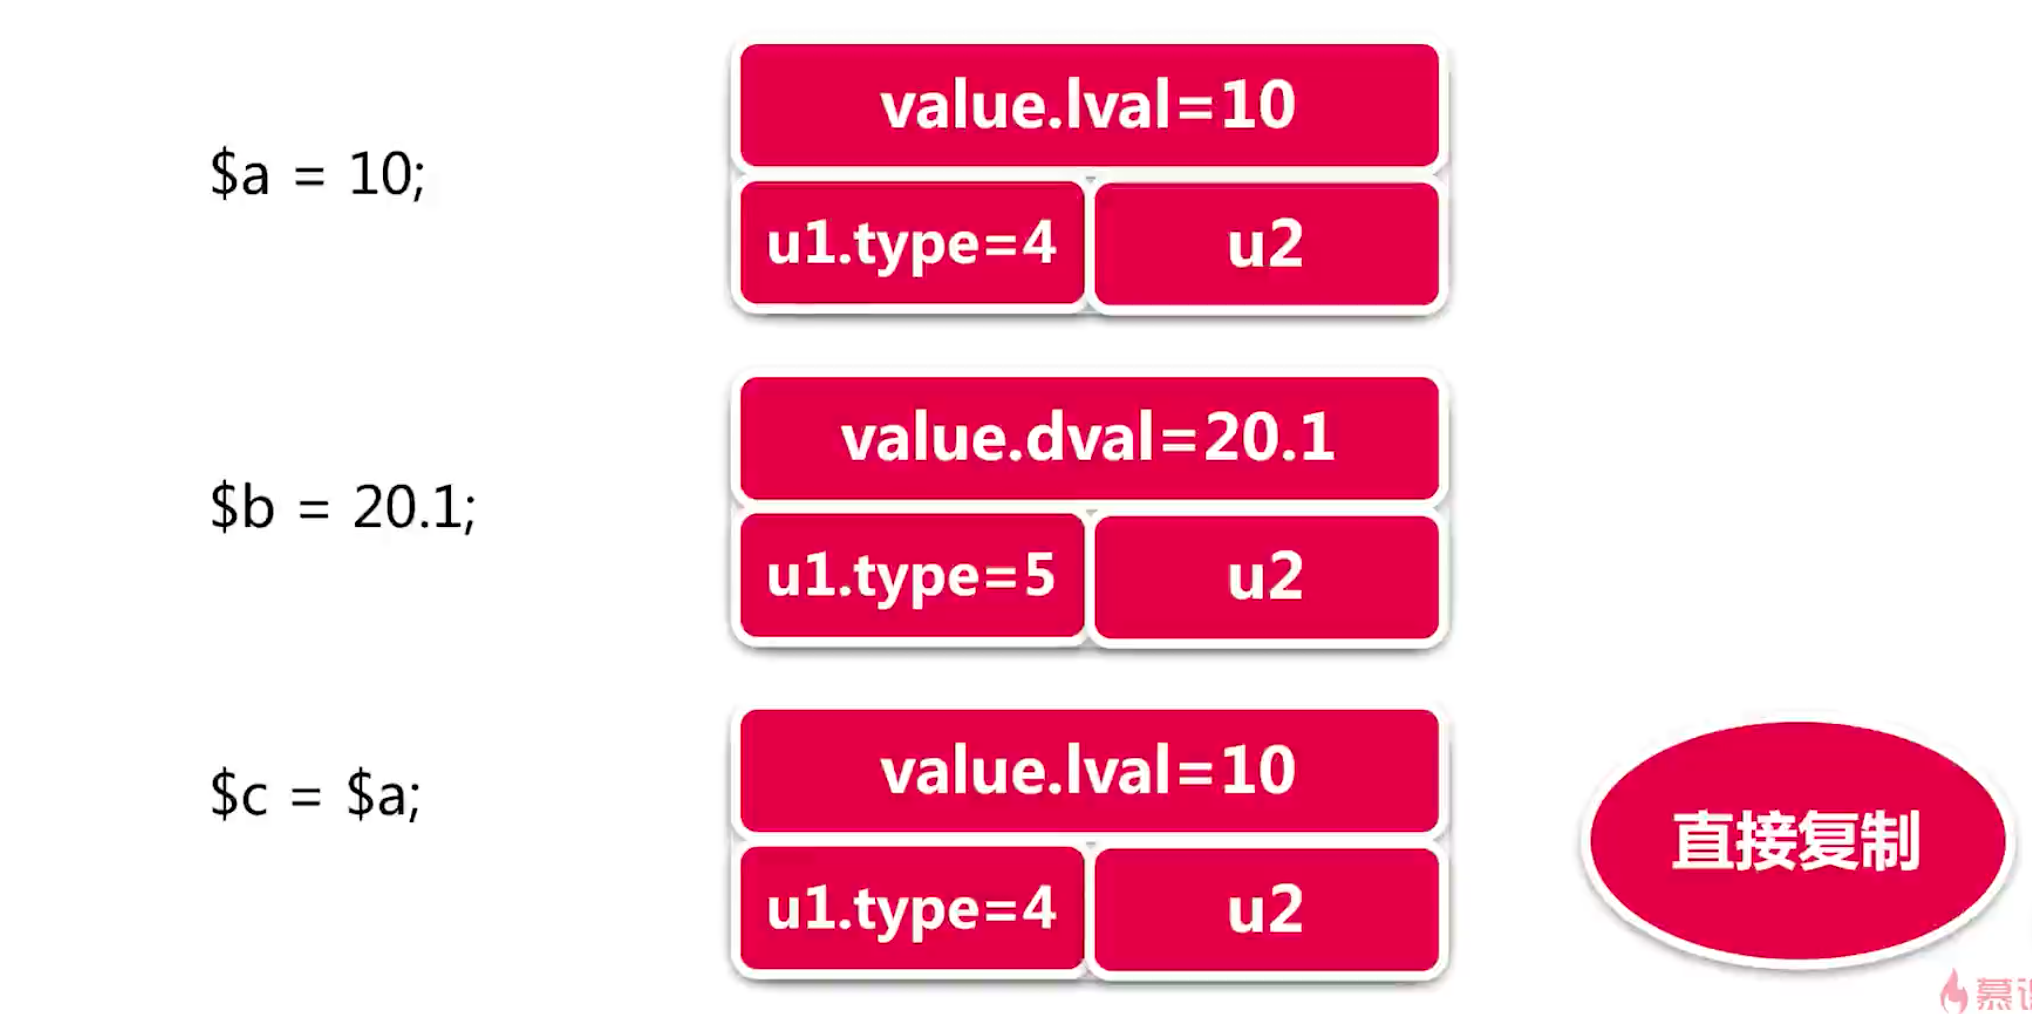 $a = 10;
value.lval=10
u1.type=4
u2
$b = 20.1;
value.dval=20.1
u1.type=5
u2
$c = $a;
value.lval=10
u1.type=4
u2
直接复制
慕